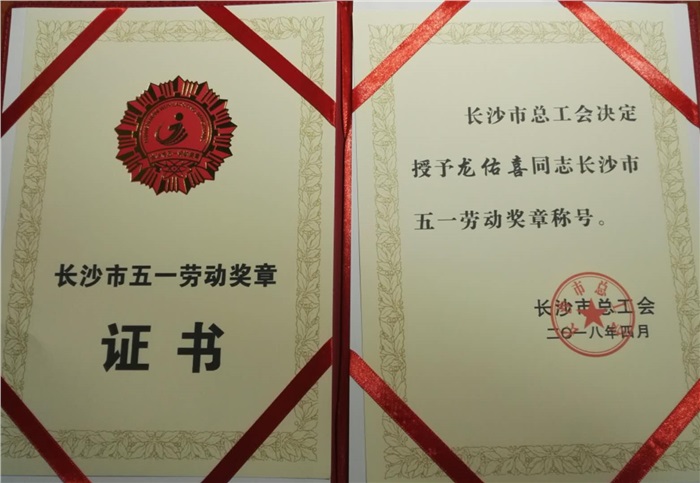 长沙市五一劳动奖章
证书
长沙市总工会决定
授予龙佑喜同志长沙市
五一劳动奖章称号。
长沙市总工会
二〇一八年四月